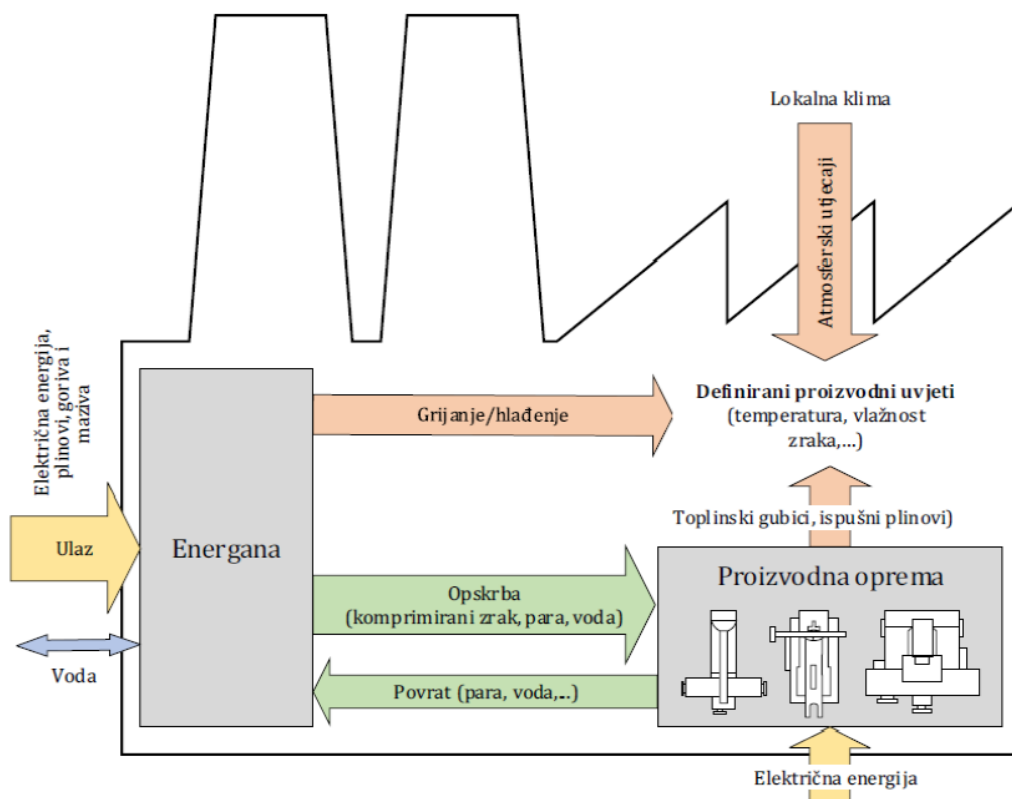 Lokalna klima
Atmosferski utjecaji
Električna energija,
plinovi, goriva i
maziva
Definirani proizvodni uvjeti
(temperatura, vlažnost
zraka,...)
Grijanje/hlađenje
Toplinski gubici, ispušni plinovi)
Ulaz
Energana
Proizvodna oprema
Opskrba
(komprimirani zrak, para, voda)
Voda
Povrat (para, voda,...)
Električna energija